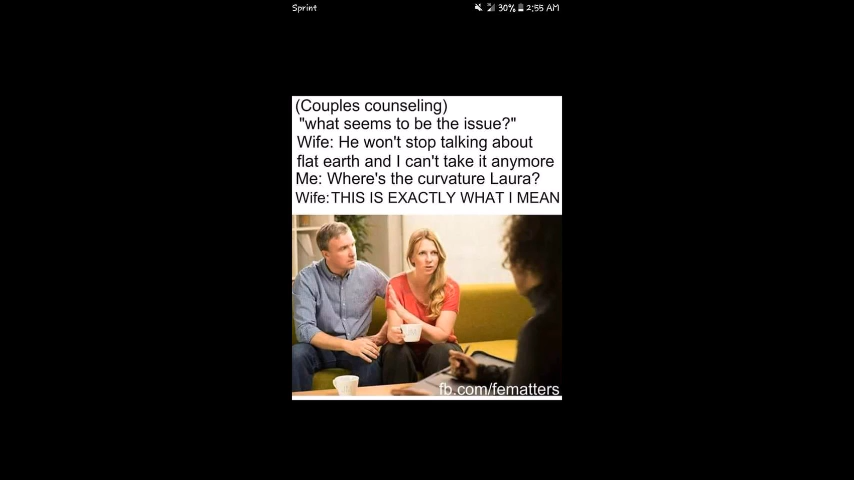 Sprint
30% 2:55 AM
(Couples counseling)
"what seems to be the issue?"
Wife: He won't stop talking about
flat earth and I can't take it anymore
Me: Where's the curvature Laura?
Wife:THIS IS EXACTLY WHAT I MEAN
fb.com/fematters